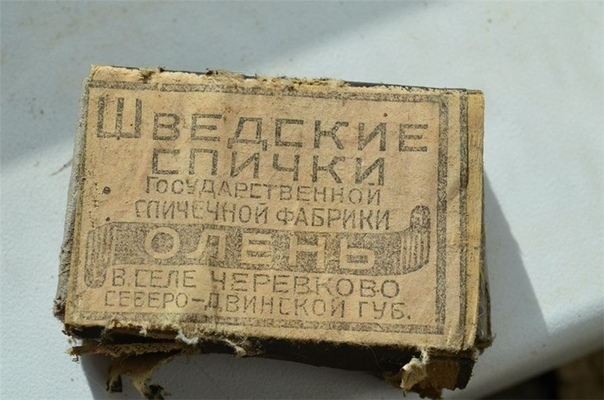 ШВЕДСКИЕ
СПИЧКИ
ГОСУДАРСТВЕННОЙ
СПИЧЕЧНОЙ ФАБРИКИ
ОЛЕНЬ
В.СЕЛЕ ЧЕРЕВКОВО
СЕВЕРО-ДВИНСКОЙ ГУБ.